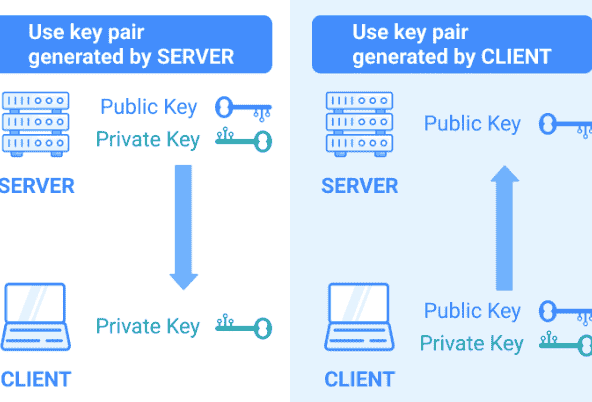 Use key pair
generated by SERVER
Public Key
Private Key
SERVER
Private Key
CLIENT
Use key pair
generated by CLIENT
Public Key
SERVER
Public Key
Private Key
CLIENT